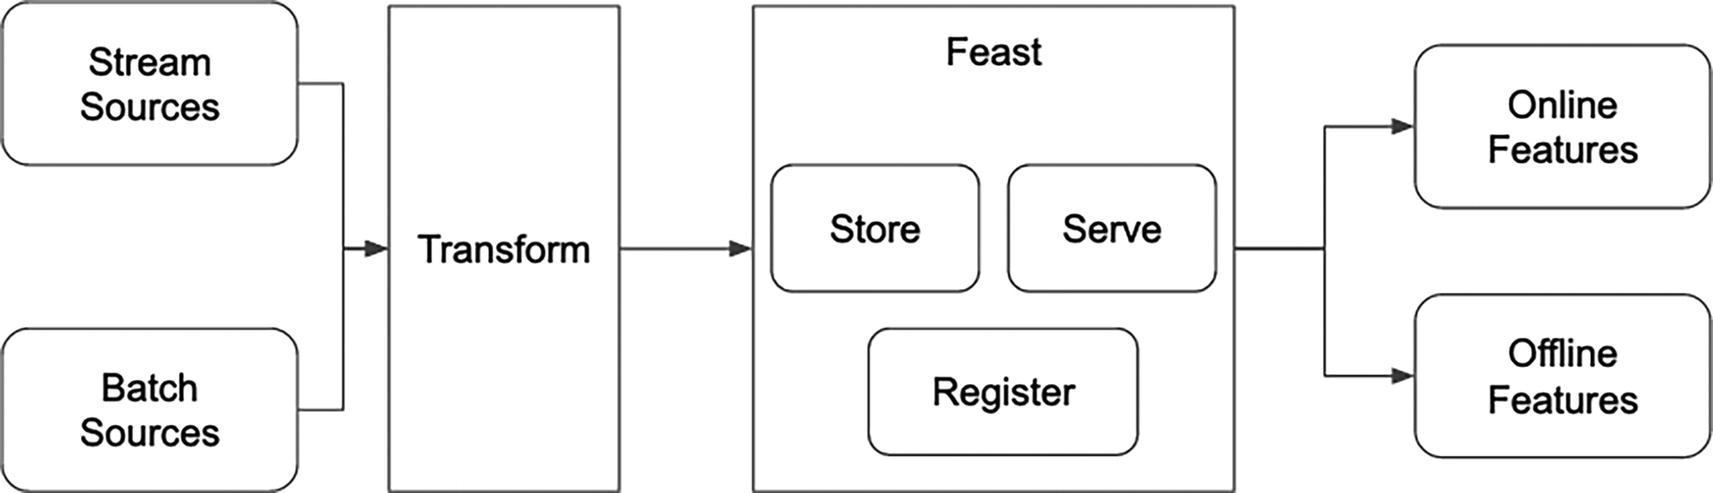 Stream
Sources
Batch
Sources
Transform
Feast
Store
Serve
Register
Online
Features
Offline
Features